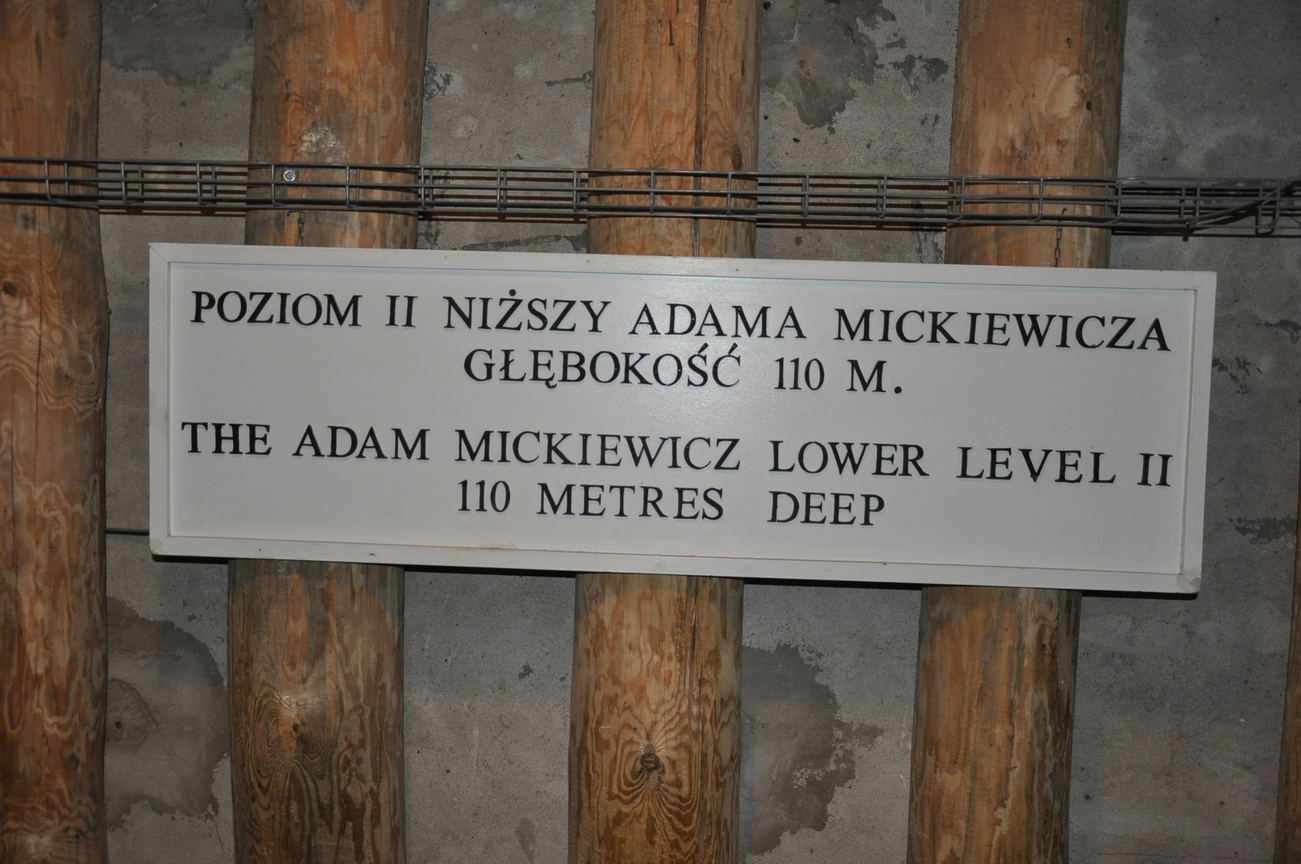 POZIOM II NIŻSZY ADAMA MICKIEWICZA
GŁĘBOKOŚĆ 110 M.
THE ADAM MICKIEWICZ LOWER LEVEL II
110 METRES DEEP